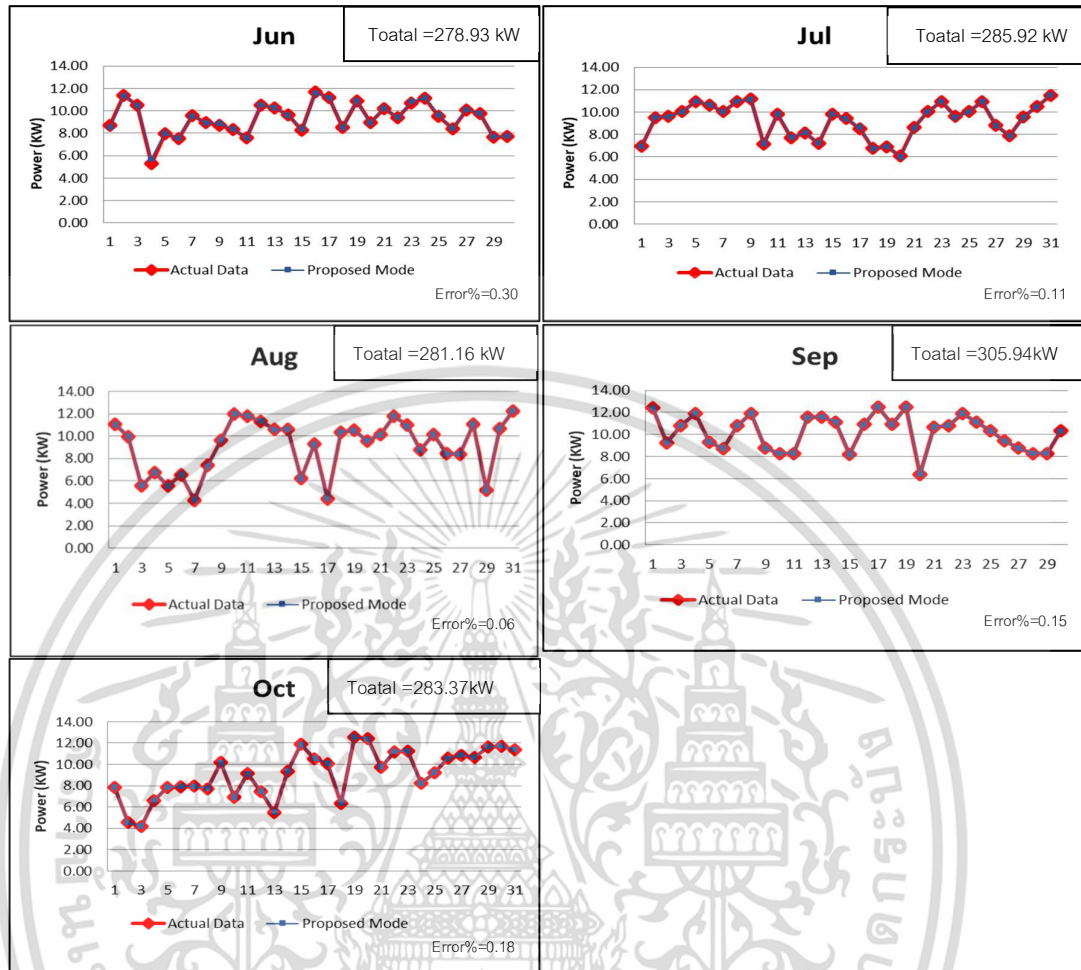 Jun
Toatal =278.93 kW
14.00
12.00
10.00
8.00
6.00
4.00
2.00
0.00
Power (KW)
1 3 5 7 9 11 13 15 17 19 21 23 25 27 29
Actual Data Proposed Mode
Error%=0.30
Jul
Toatal =285.92 kW
14.00
12.00
10.00
8.00
6.00
4.00
2.00
0.00
Power (KW)
1 3 5 7 9 11 13 15 17 19 21 23 25 27 29 31
Actual Data Proposed Mode
Error%=0.11
Aug
Toatal =281.16 kW
14.00
12.00
10.00
8.00
6.00
4.00
2.00
0.00
Power (KW)
1 3 5 7 9 11 13 15 17 19 21 23 25 27 29 31
Actual Data Proposed Mode
Error%=0.06
Sep
Toatal =305.94kW
14.00
12.00
10.00
8.00
6.00
4.00
2.00
0.00
Power (KW)
1 3 5 7 9 11 13 15 17 19 21 23 25 27 29
Actual Data Proposed Mode
Error%=0.15
Oct
Toatal =283.37kW
14.00
12.00
10.00
8.00
6.00
4.00
2.00
0.00
Power (KW)
1 3 5 7 9 11 13 15 17 19 21 23 25 27 29 31
Actual Data Proposed Mode
Error%=0.18